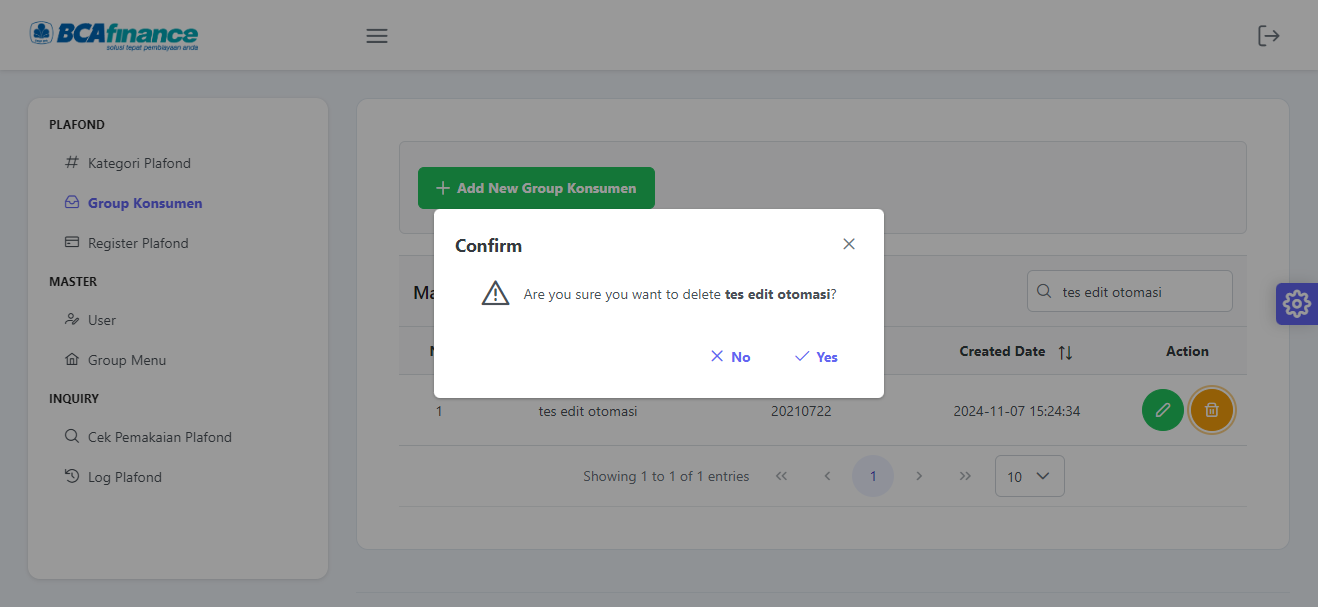 BCAfinance
solusi tepat pembiayaan anda
PLAFOND
Kategori Plafond
Group Konsumen
Register Plafond
MASTER
User
Group Menu
INQUIRY
Cek Pemakaian Plafond
Log Plafond
Add New Group Konsumen
Confirm
Are you sure you want to delete tes edit otomasi?
No
Yes
tes edit otomasi
Created Date
Action
1
tes edit otomasi
20210722
2024-11-07 15:24:34
Showing 1 to 1 of 1 entries
1
10